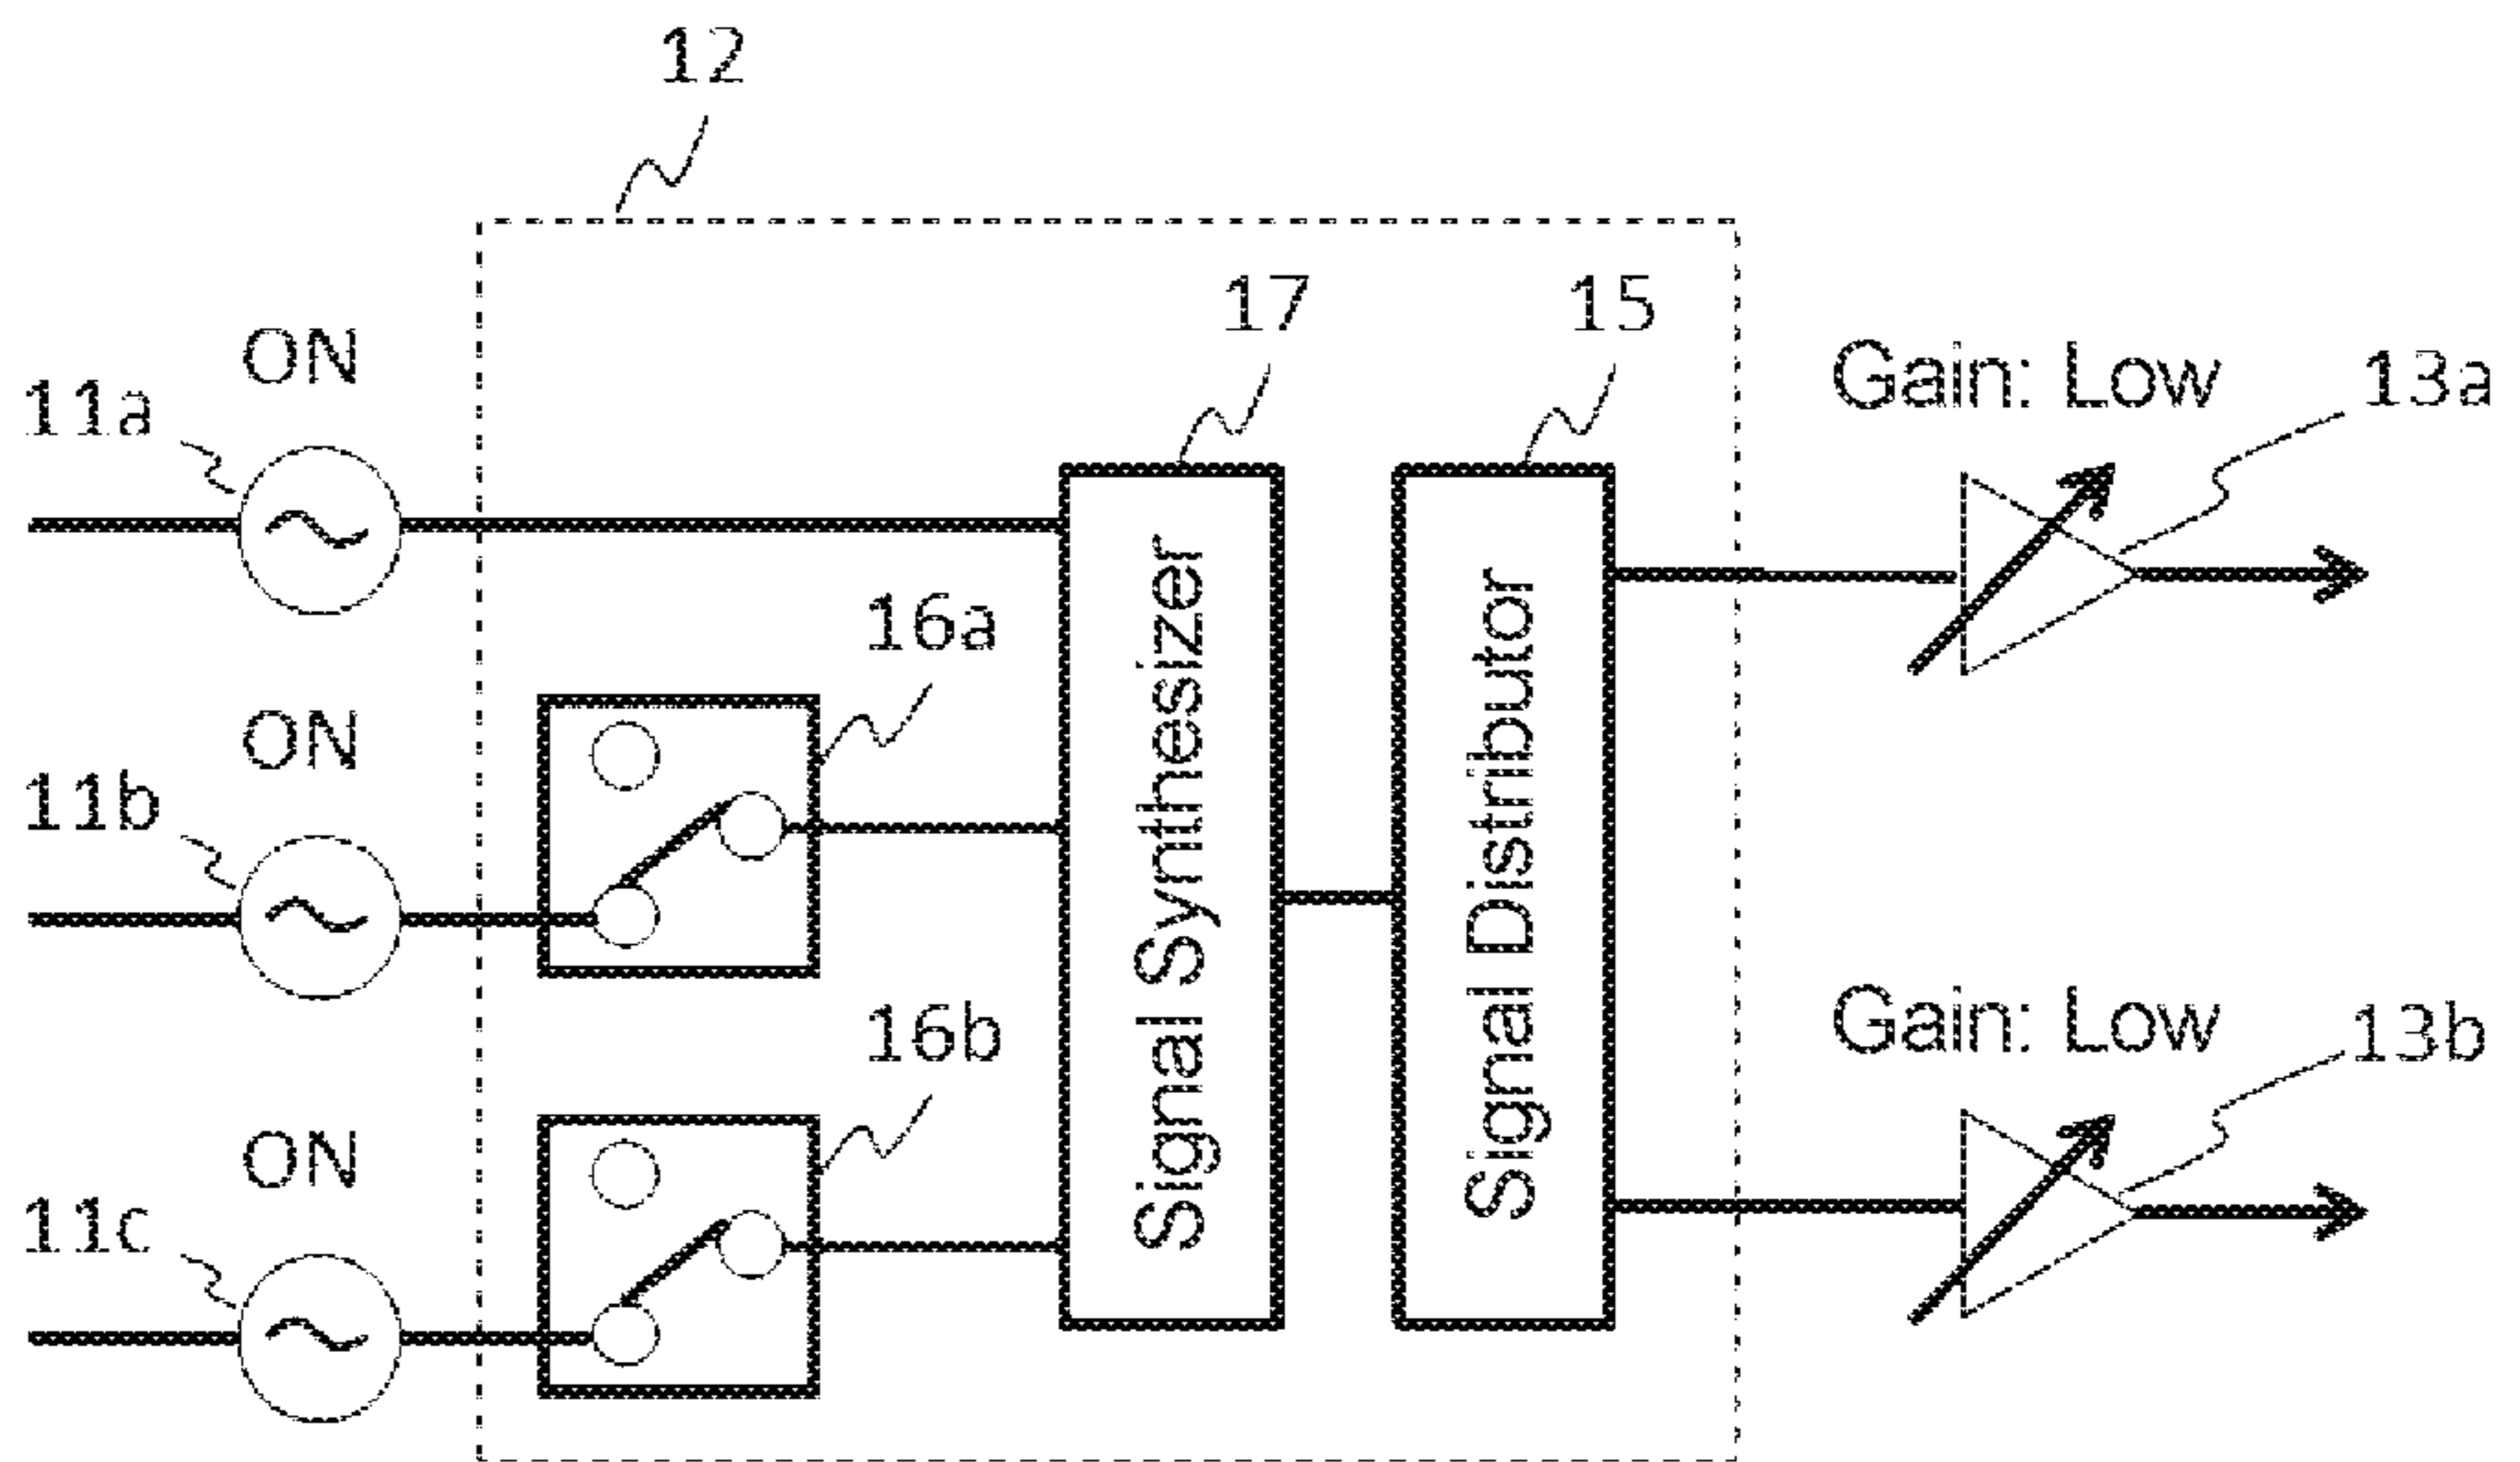 12
17
15
ON
Gain: Low
13a
11a
16a
Signal Synthesizer
Signal Distributor
ON
11b
16b
Gain: Low
13b
ON
11c